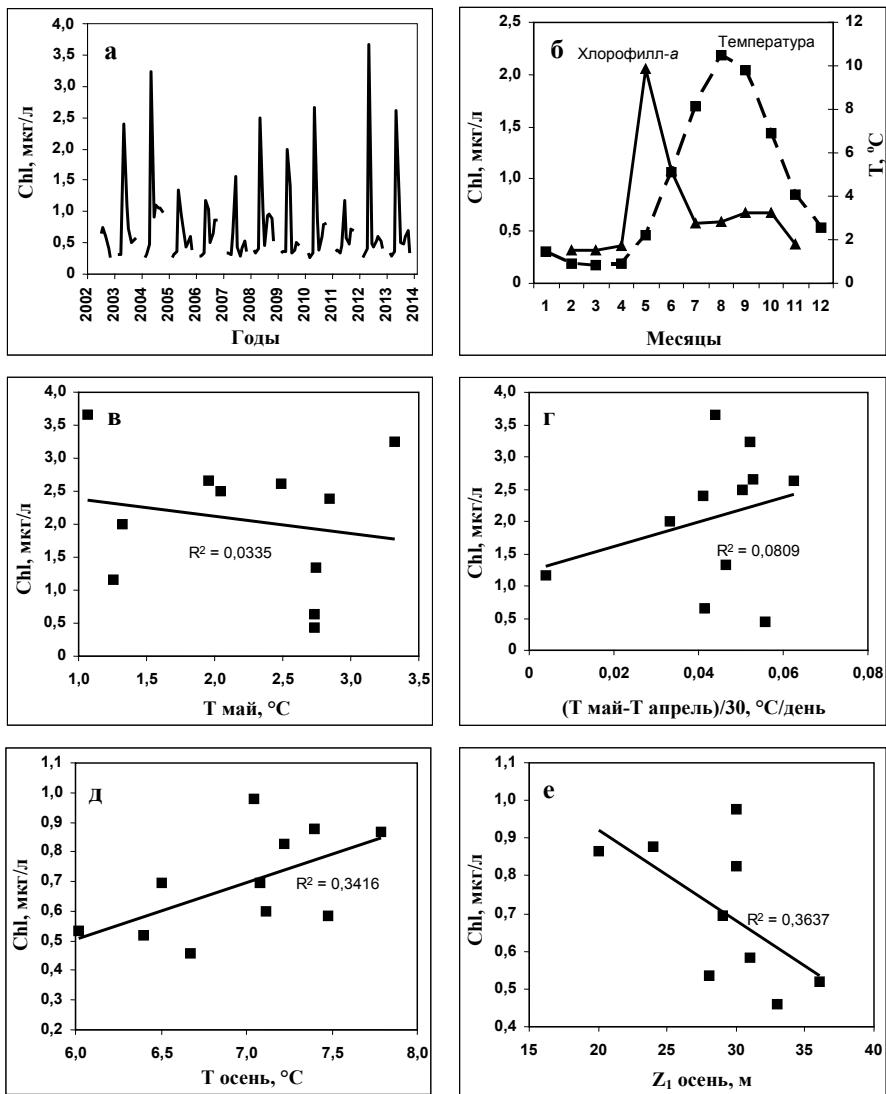 а
Chl, мкг/л
4,0
3,5
3,0
2,5
2,0
1,5
1,0
0,5
0
2002
2003
2004
2005
2006
2007
2008
2009
2010
2011
2012
2013
2014
Годы
б
Хлорофилл-а
Температура
Chl, мкг/л
2,5
2,0
1,5
1,0
0,5
0
T, °C
12
10
8
6
4
2
0
1 2 3 4 5 6 7 8 9 10 11 12
Месяцы
в
Chl, мкг/л
4,0
3,5
3,0
2,5
2,0
1,5
1,0
0,5
0
R² = 0,0335
1,0 1,5 2,0 2,5 3,0 3,5
Т май, °C
г
Chl, мкг/л
4,0
3,5
3,0
2,5
2,0
1,5
1,0
0,5
0
R² = 0,0809
0 0,02 0,04 0,06 0,08
(Т май-Т апрель)/30, °C/день
д
Chl, мкг/л
1,1
1,0
0,9
0,8
0,7
0,6
0,5
0,4
0,3
0,2
R² = 0,3416
6,0 6,5 7,0 7,5 8,0
Т осень, °C
е
Chl, мкг/л
1,1
1,0
0,9
0,8
0,7
0,6
0,5
0,4
R² = 0,3637
15 20 25 30 35 40
Z₁ осень, м